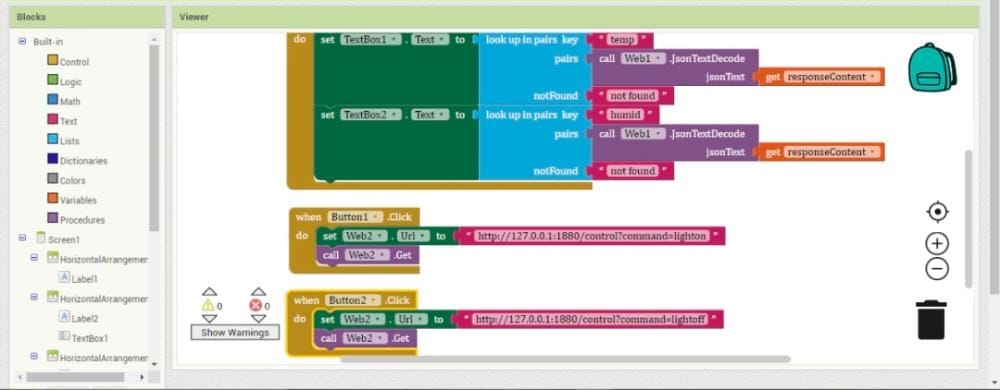 Blocks
Viewer
Built-in
Control
Logic
Math
Text
Lists
Dictionaries
Colors
Variables
Procedures
Screen1
HorizontalArrangemer
Label1
HorizontalArrangemer
Label2
TextBox1
HorizontalArrangemer
do set TextBox1 . Text to look up in pairs key " temp "
pairs call Web1 .JsonTextDecode
jsonText get responseContent
notFound " not found "
set TextBox2 . Text to look up in pairs key " humid "
pairs call Web1 .JsonTextDecode
jsonText get responseContent
notFound " not found "
when Button1 .Click
do set Web2 . Url to " http://127.0.0.1:1880/control?command=lighton "
call Web2 .Get
when Button2 .Click
do set Web2 . Url to " http://127.0.0.1:1880/control?command=lightoff "
call Web2 .Get
0 0
Show Warnings